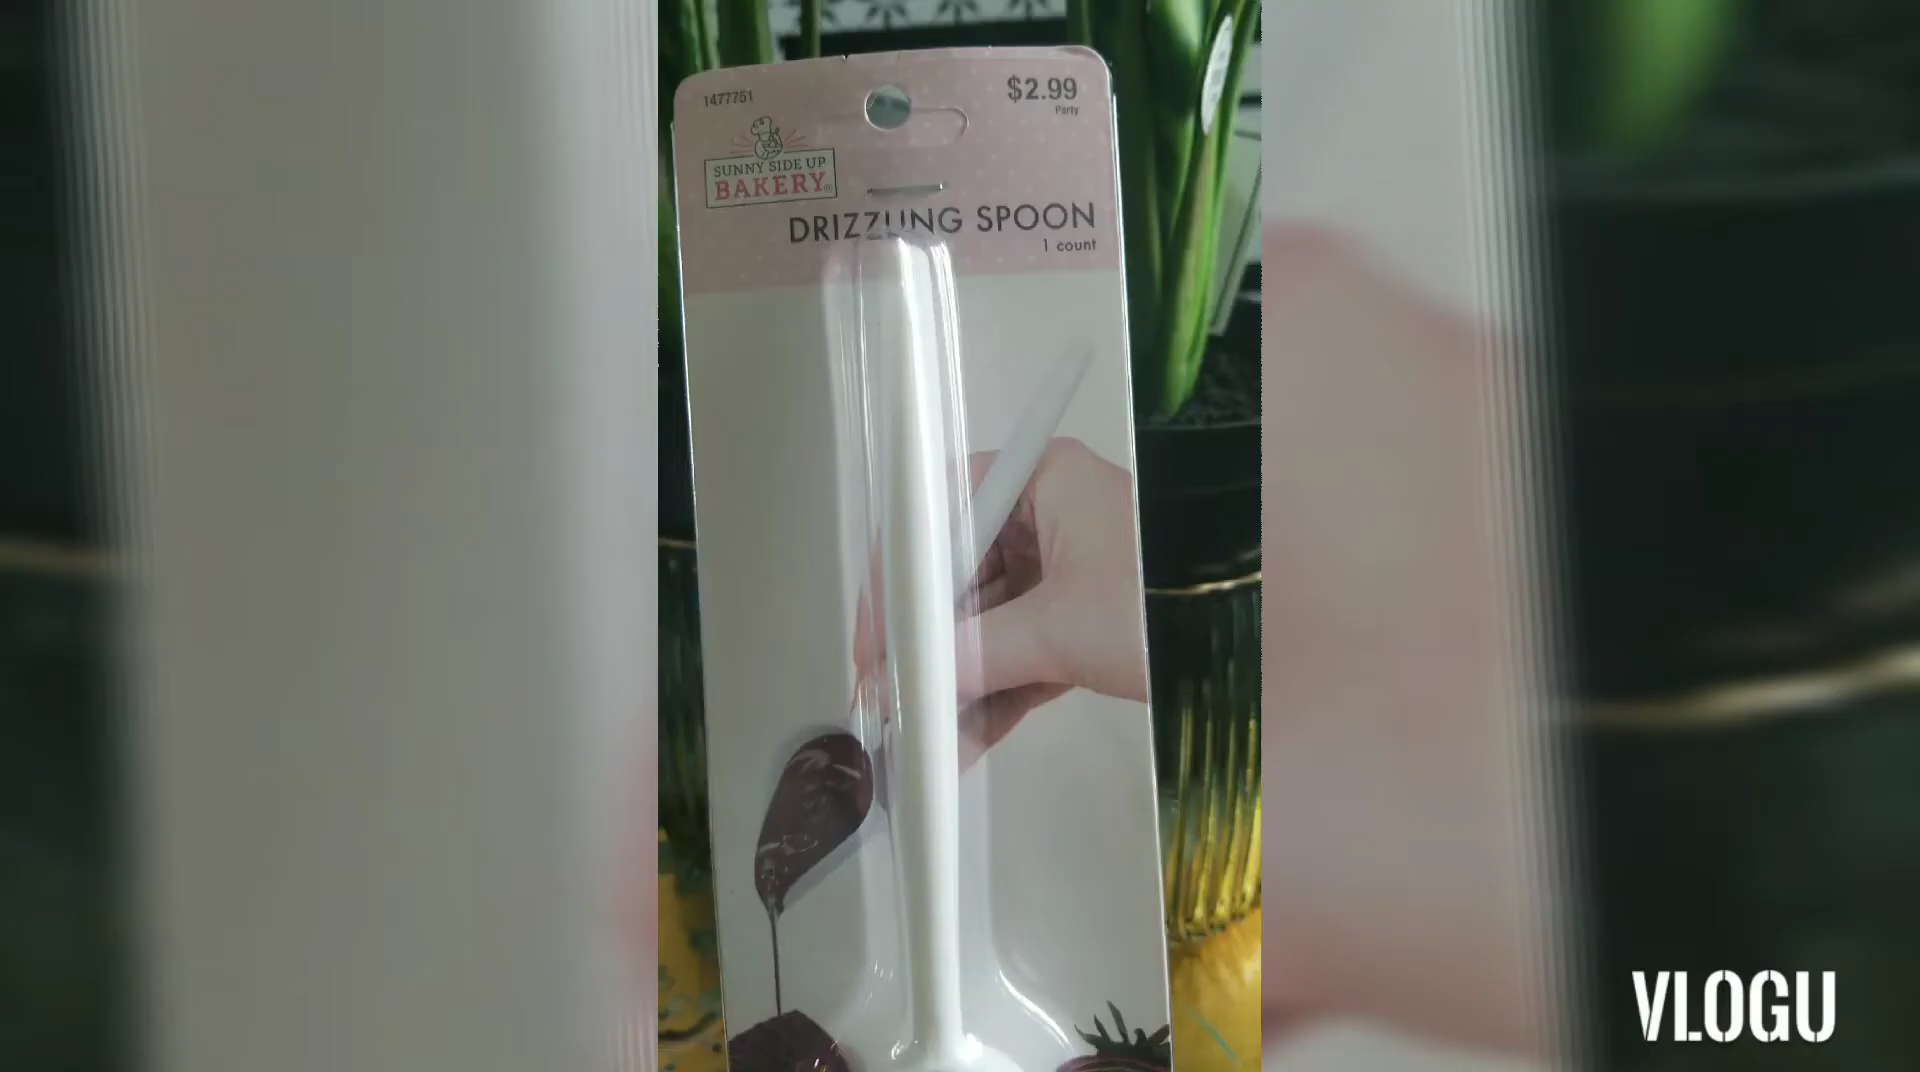 1477751
$2.99
Party
SUNNY SIDE UP
BAKERY®
DRIZZLING SPOON
1 count
VLOGU